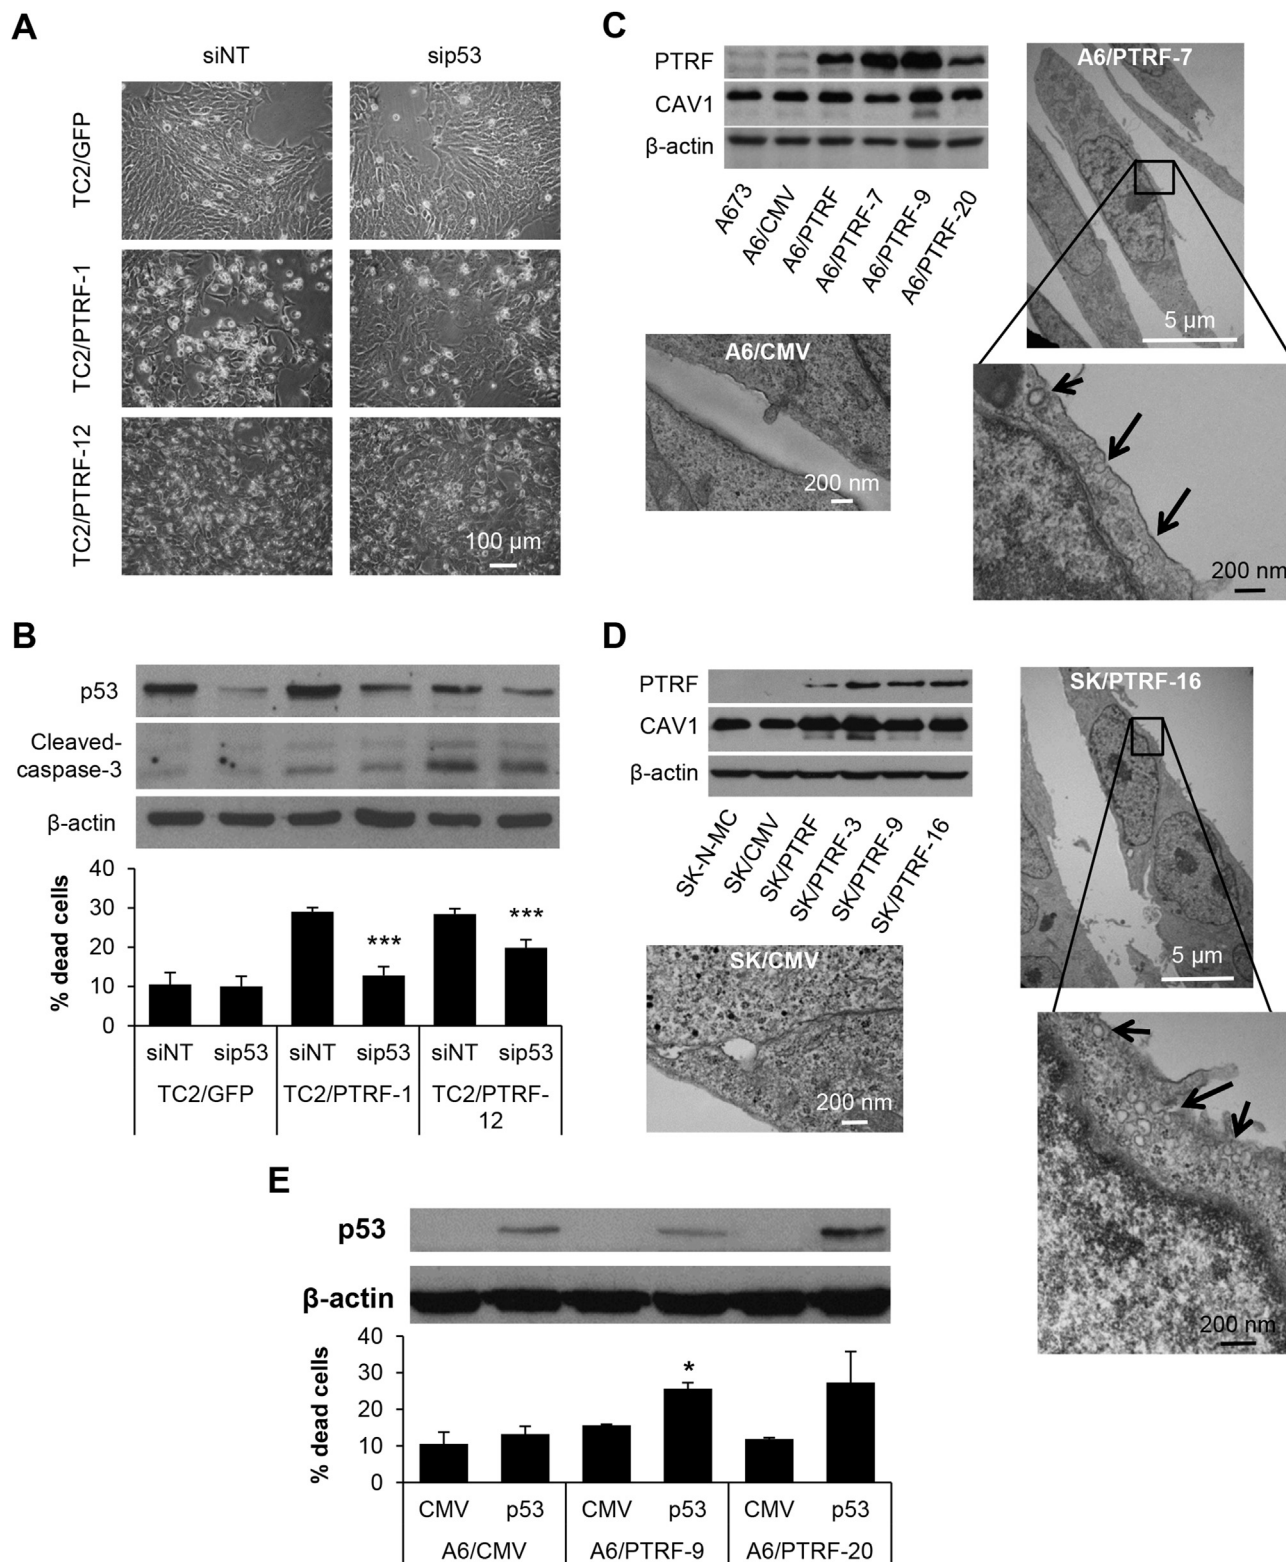 A
siNT
sip53
TC2/GFP
TC2/PTRF-1
TC2/PTRF-12
100 µm
B
p53
Cleaved-
caspase-3
β-actin
% dead cells
40
30
20
10
0
***
***
siNT
sip53
siNT
sip53
siNT
sip53
TC2/GFP
TC2/PTRF-1
TC2/PTRF-
12
C
PTRF
CAV1
β-actin
A673
A6/CMV
A6/PTRF
A6/PTRF-7
A6/PTRF-9
A6/PTRF-20
A6/PTRF-7
5 µm
A6/CMV
200 nm
200 nm
D
PTRF
CAV1
β-actin
SK-N-MC
SK/CMV
SK/PTRF
SK/PTRF-3
SK/PTRF-9
SK/PTRF-16
SK/PTRF-16
5 µm
SK/CMV
200 nm
200 nm
E
p53
β-actin
% dead cells
40
30
20
10
0
*
CMV
p53
CMV
p53
CMV
p53
A6/CMV
A6/PTRF-9
A6/PTRF-20